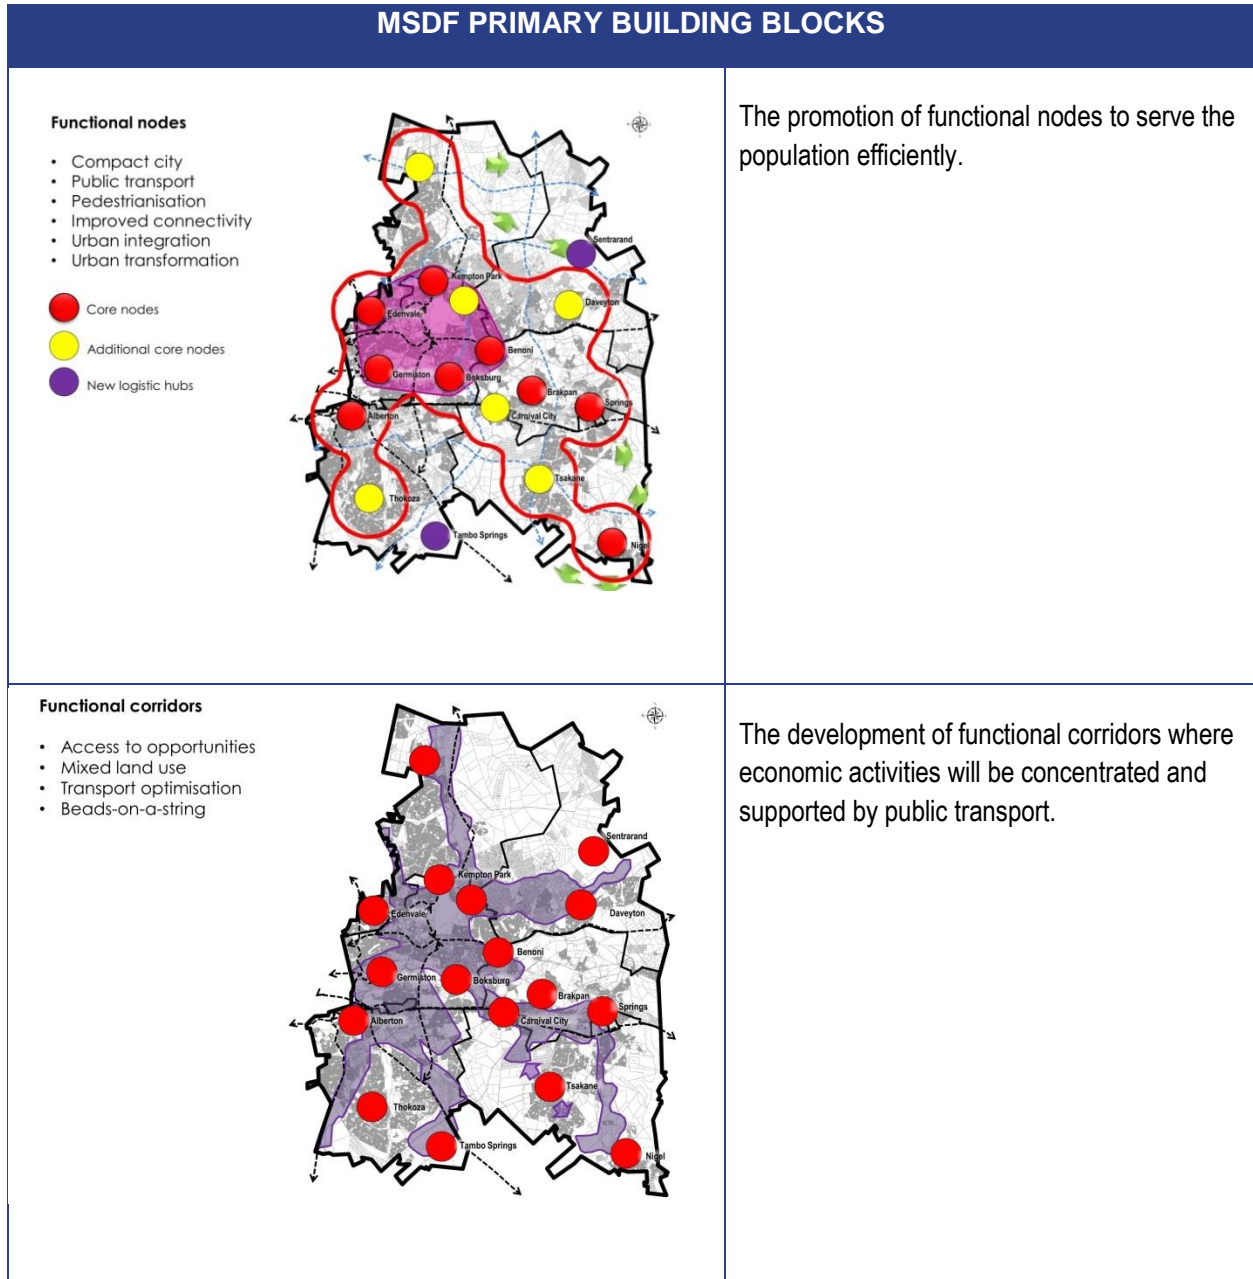 MSDF PRIMARY BUILDING BLOCKS
Functional nodes
• Compact city
• Public transport
• Pedestrianisation
• Improved connectivity
• Urban integration
• Urban transformation
Core nodes
Additional core nodes
New logistic hubs
Sentrarand
Kempton Park
Daveyton
Edenvale
Benoni
Germiston
Boksburg
Brakpan
Springs
Alberton
Carnival City
Tsakane
Thokoza
Tambo Springs
Nigel
The promotion of functional nodes to serve the
population efficiently.
Functional corridors
• Access to opportunities
• Mixed land use
• Transport optimisation
• Beads-on-a-string
Sentrarand
Kempton Park
Edenvale
Daveyton
Benoni
Germiston
Boksburg
Brakpan
Springs
Alberton
Carnival City
Tsakane
Thokoza
Tambo Springs
Nigel
The development of functional corridors where
economic activities will be concentrated and
supported by public transport.